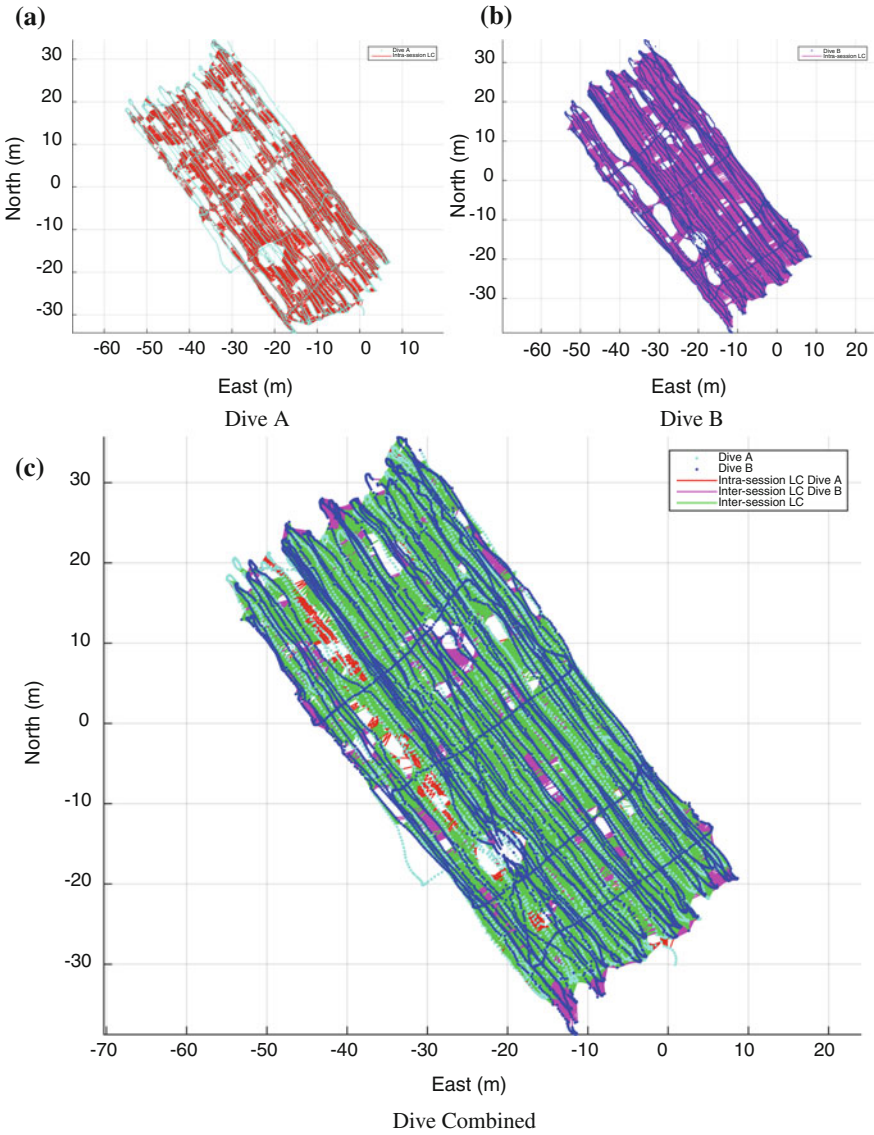 (a)
Dive A
Intra-session LC
30
20
10
0
-10
-20
-30
North (m)
-60 -50 -40 -30 -20 -10 0 10
East (m)
Dive A
(b)
Dive B
Intra-session LC
30
20
10
0
-10
-20
-30
North (m)
-60 -50 -40 -30 -20 -10 0 10 20
East (m)
Dive B
(c)
Dive A
Dive B
Intra-session LC Dive A
Inter-session LC Dive B
Inter-session LC
30
20
10
0
-10
-20
-30
North (m)
-70 -60 -50 -40 -30 -20 -10 0 10 20
East (m)
Dive Combined